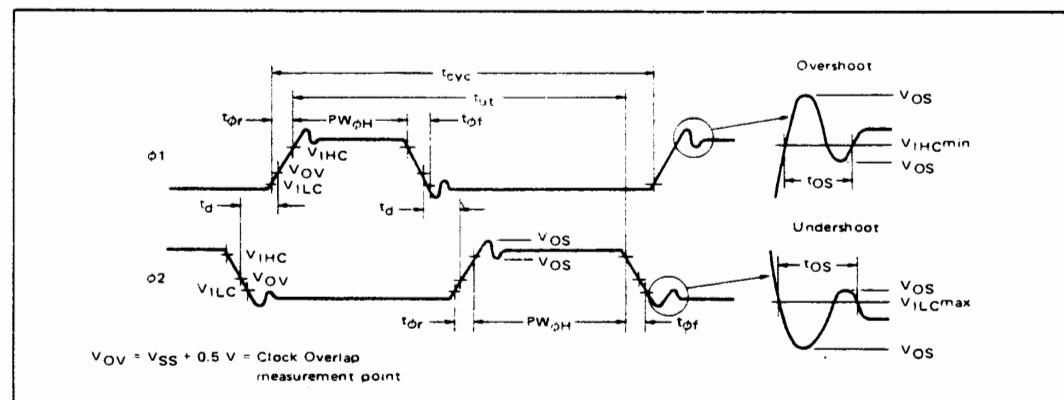 tcyc
Overshoot
tut
VOS
tφr
PWφH
tφf
VIHC
VIHCmin
φ1
VOV
VOS
VILC
tOS
td
td
Undershoot
VOS
VIHC
VOS
tOS
φ2
VOV
VOS
VILC
VILCmax
tφr
PWφH
tφf
VOS
VOV = VSS + 0.5 V = Clock Overlap
measurement point